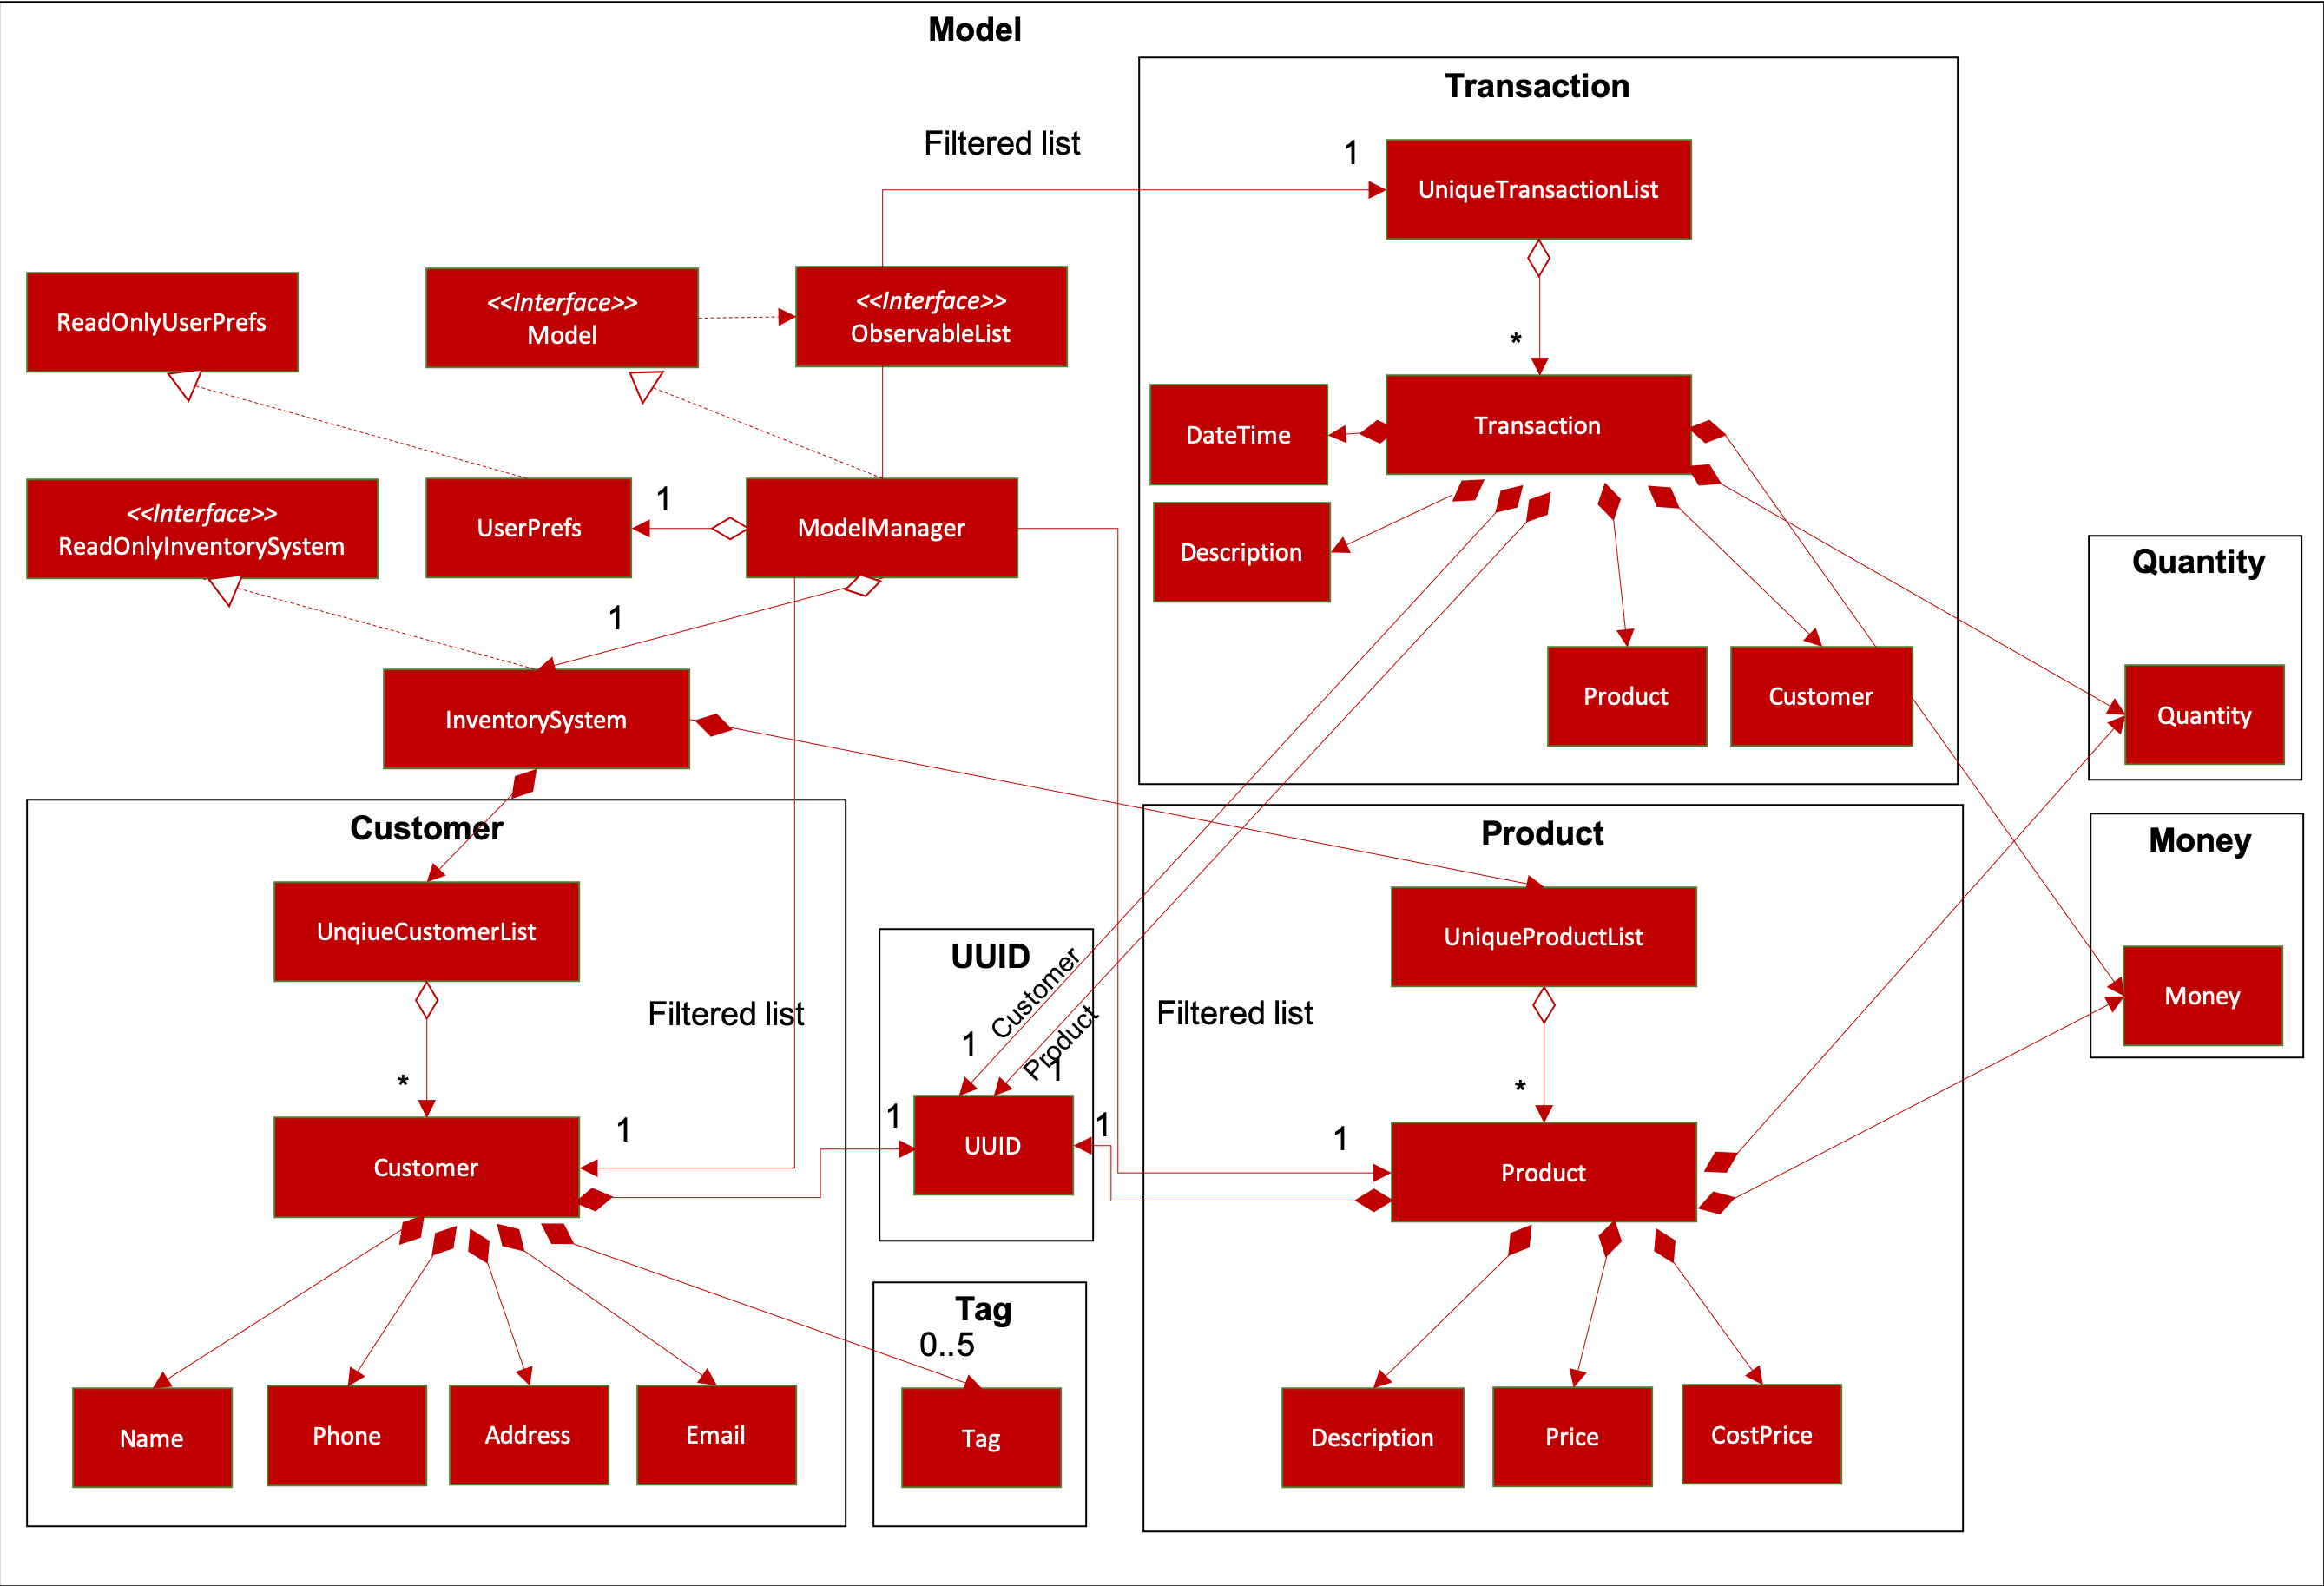 Model
Transaction
Filtered list
1
UniqueTransactionList
*
ReadOnlyUserPrefs
<<Interface>>
Model
<<Interface>>
ObservableList
DateTime
Transaction
<<Interface>>
ReadOnlyInventorySystem
UserPrefs
1
ModelManager
Description
Quantity
1
InventorySystem
Product
Customer
Quantity
Customer
Product
Money
UnqiueCustomerList
UUID
UniqueProductList
Money
Filtered list
Customer
Product
1
1
Filtered list
*
*
Customer
1
1
UUID
1
1
Product
Tag
0..5
Name
Phone
Address
Email
Tag
Description
Price
CostPrice